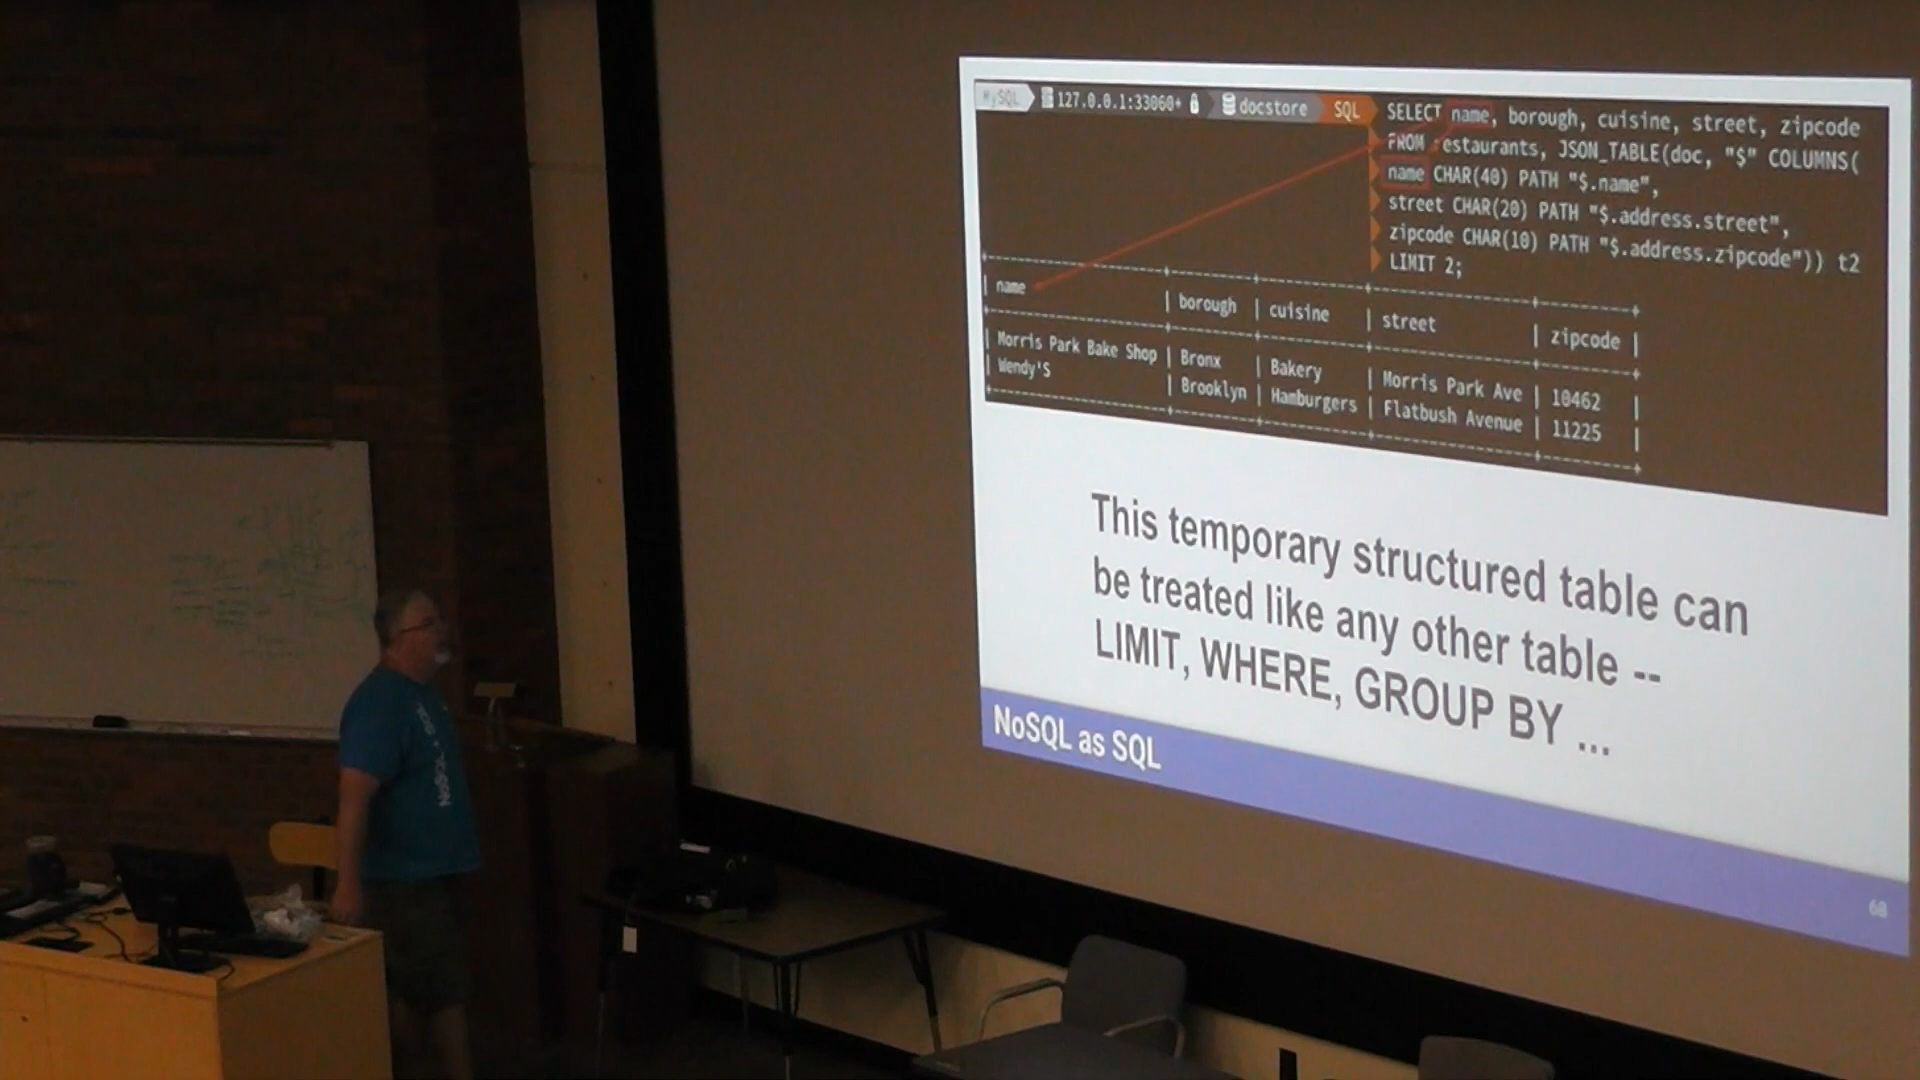 MySQL 127.0.0.1:33060+ docstore SQL SELECT name, borough, cuisine, street, zipcode
FROM restaurants, JSON_TABLE(doc, "$" COLUMNS(
name CHAR(40) PATH "$.name",
street CHAR(20) PATH "$.address.street",
zipcode CHAR(10) PATH "$.address.zipcode")) t2
LIMIT 2;
| name | borough | cuisine | street | zipcode |
| Morris Park Bake Shop | Bronx | Bakery | Morris Park Ave | 10462 |
| Wendy'S | Brooklyn | Hamburgers | Flatbush Avenue | 11225 |
This temporary structured table can
be treated like any other table --
LIMIT, WHERE, GROUP BY ...
NoSQL as SQL
NoSQL + SQL